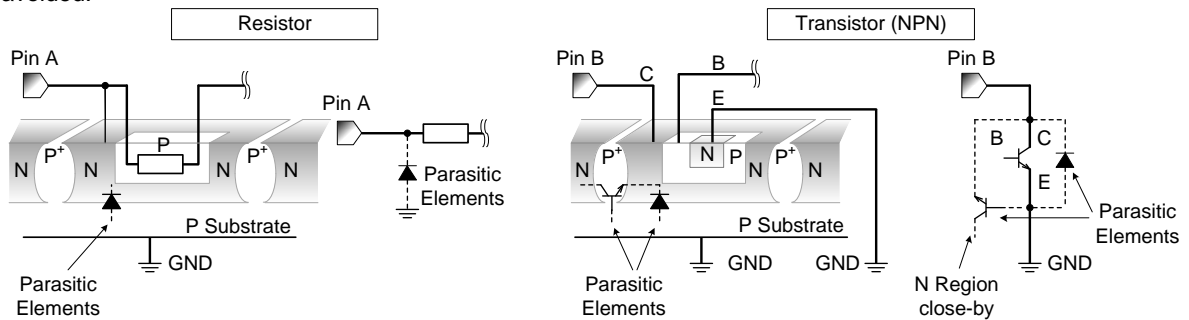 Resistor
Transistor (NPN)
Pin A
Pin B
C
B
E
Pin B
Pin A
N
P+
N
P
N
P+
N
Parasitic
Elements
P Substrate
GND
Parasitic
Elements
N
P+
N
N
P
N
P+
N
P Substrate
GND
GND
Parasitic
Elements
B
C
E
Parasitic
Elements
GND
N Region
close-by